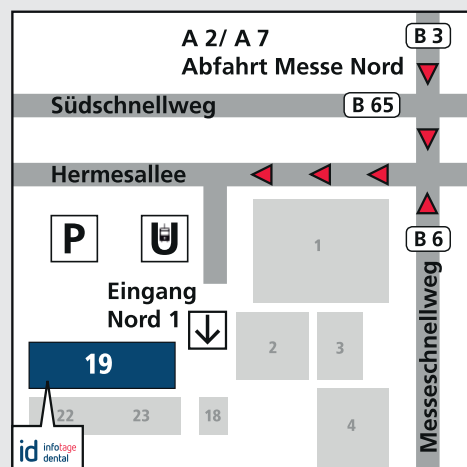 A 2/ A 7
B 3
Abfahrt Messe Nord
Südschnellweg
B 65
Hermesallee
P
U
1
B 6
Eingang
Nord 1
Messeschnellweg
2
3
19
22
23
18
4
id infotage
dental